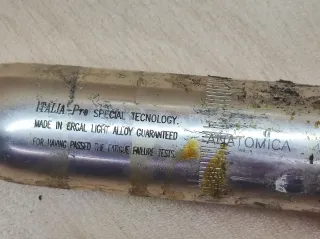 ITALIA-Pro SPECIAL TECNOLOGY.
MADE IN ERGAL LIGHT ALLOY GUARANTEED
FOR HAVING PASSED THE FATIGUE FAILURE TESTS
ANATOMICA